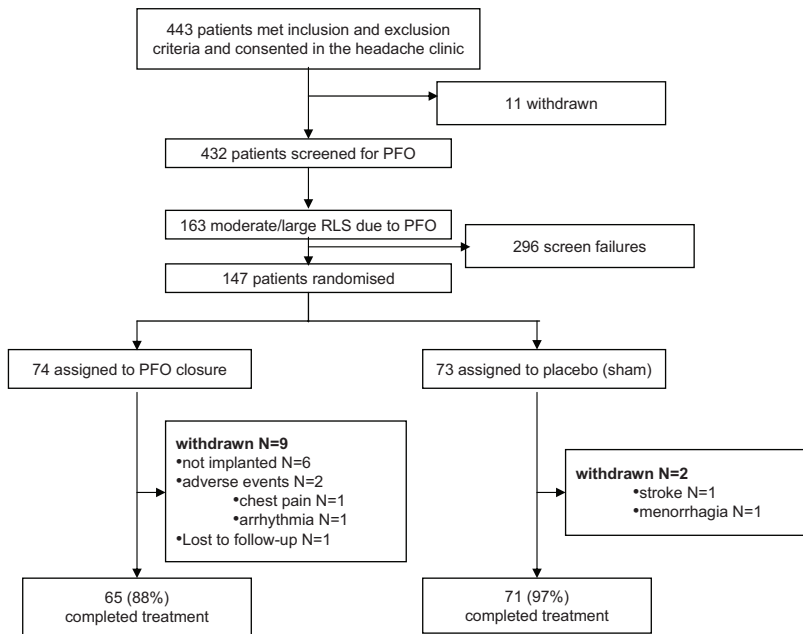 443 patients met inclusion and exclusion
criteria and consented in the headache clinic
11 withdrawn
432 patients screened for PFO
163 moderate/large RLS due to PFO
296 screen failures
147 patients randomised
74 assigned to PFO closure
73 assigned to placebo (sham)
withdrawn N=9
•not implanted N=6
•adverse events N=2
•chest pain N=1
•arrhythmia N=1
•Lost to follow-up N=1
withdrawn N=2
•stroke N=1
•menorrhagia N=1
65 (88%)
completed treatment
71 (97%)
completed treatment